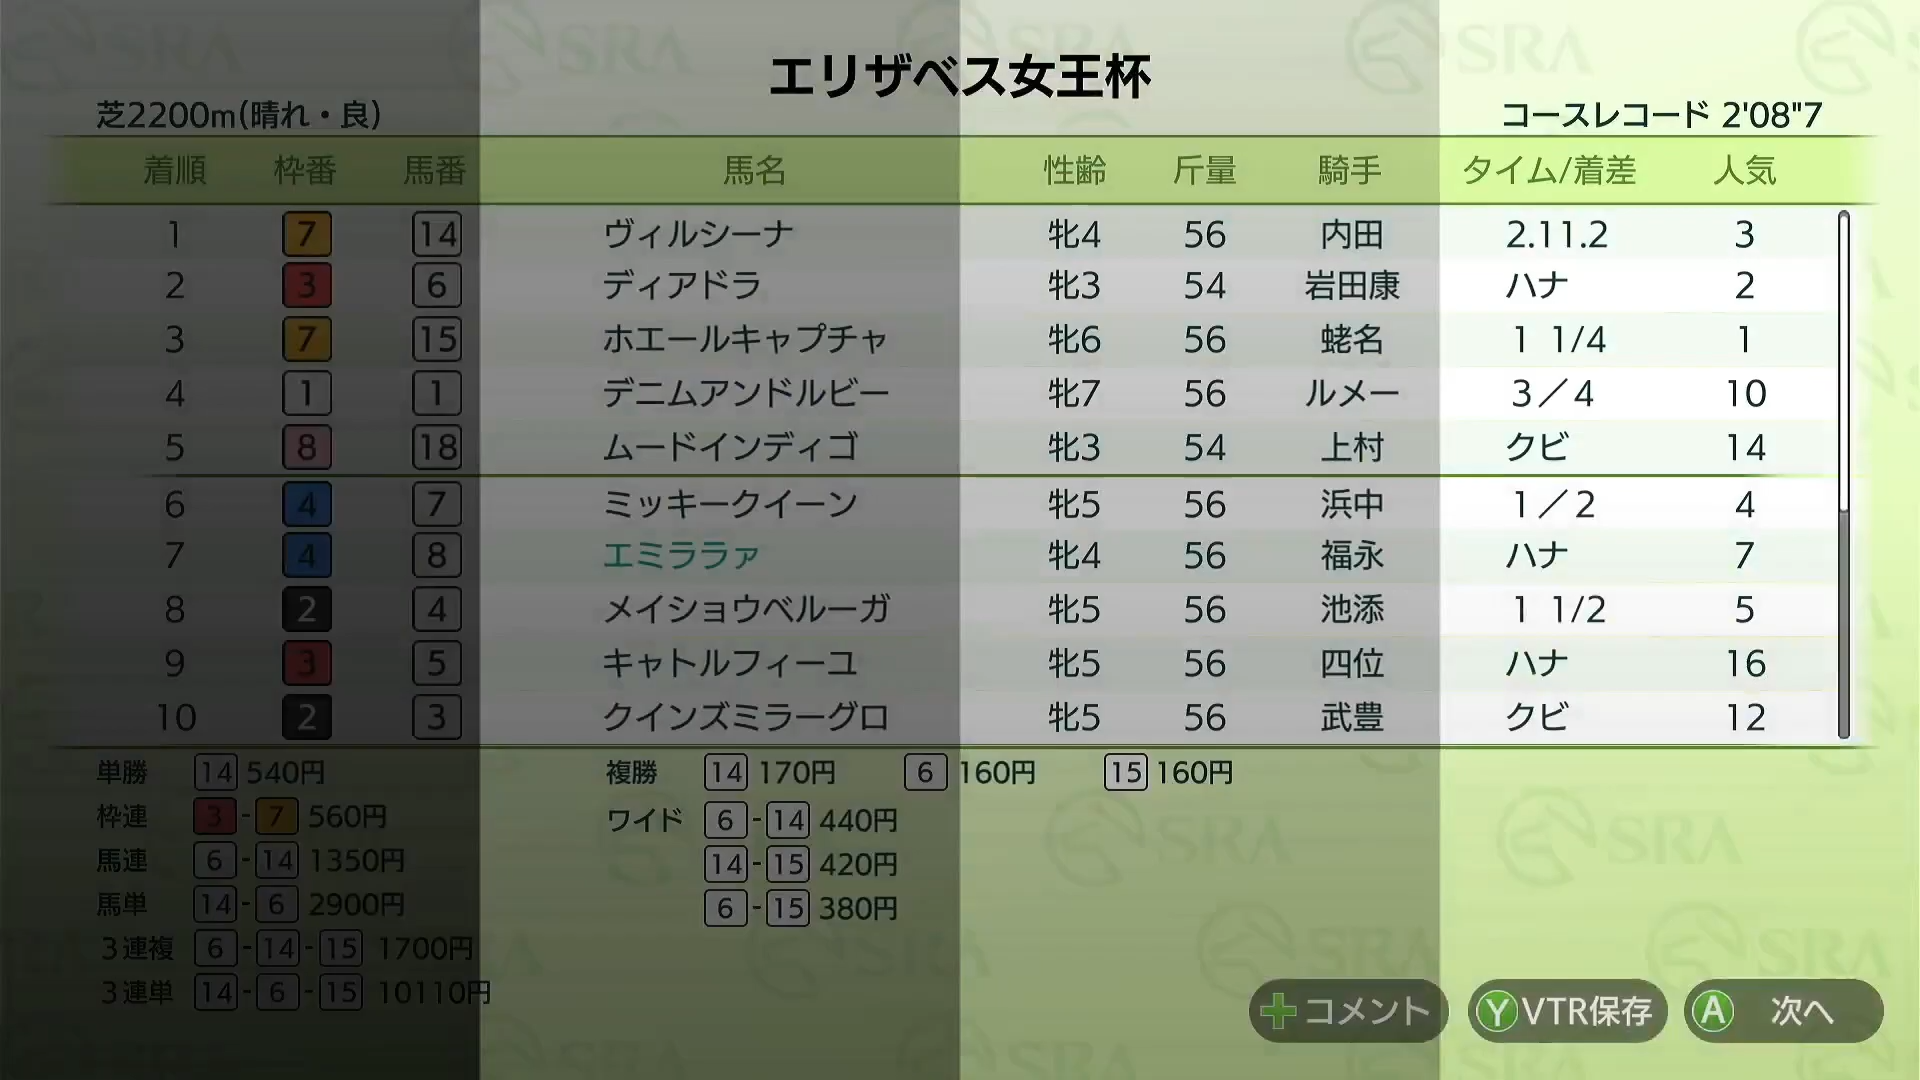 エリザベス女王杯
芝2200m(晴れ・良) コースレコード 2'08"7
着順 枠番 馬番 馬名 性齢 斤量 騎手 タイム/着差 人気
1 7 14 ヴィルシーナ 牝4 56 内田 2.11.2 3
2 3 6 ディアドラ 牝3 54 岩田康 ハナ 2
3 7 15 ホエールキャプチャ 牝6 56 蛯名 1 1/4 1
4 1 1 デニムアンドルビー 牝7 56 ルメー 3/4 10
5 8 18 ムードインディゴ 牝3 54 上村 クビ 14
6 4 7 ミッキークイーン 牝5 56 浜中 1/2 4
7 4 8 エミララァ 牝4 56 福永 ハナ 7
8 2 4 メイショウベルーガ 牝5 56 池添 1 1/2 5
9 3 5 キャトルフィーユ 牝5 56 四位 ハナ 16
10 2 3 クインズミラーグロ 牝5 56 武豊 クビ 12
単勝 14 540円 複勝 14 170円 6 160円 15 160円
枠連 3-7 560円 ワイド 6-14 440円
馬連 6-14 1350円 14-15 420円
馬単 14-6 2900円 6-15 380円
3連複 6-14-15 1700円
3連単 14-6-15 10110円
コメント Y VTR保存 A 次へ
SRA